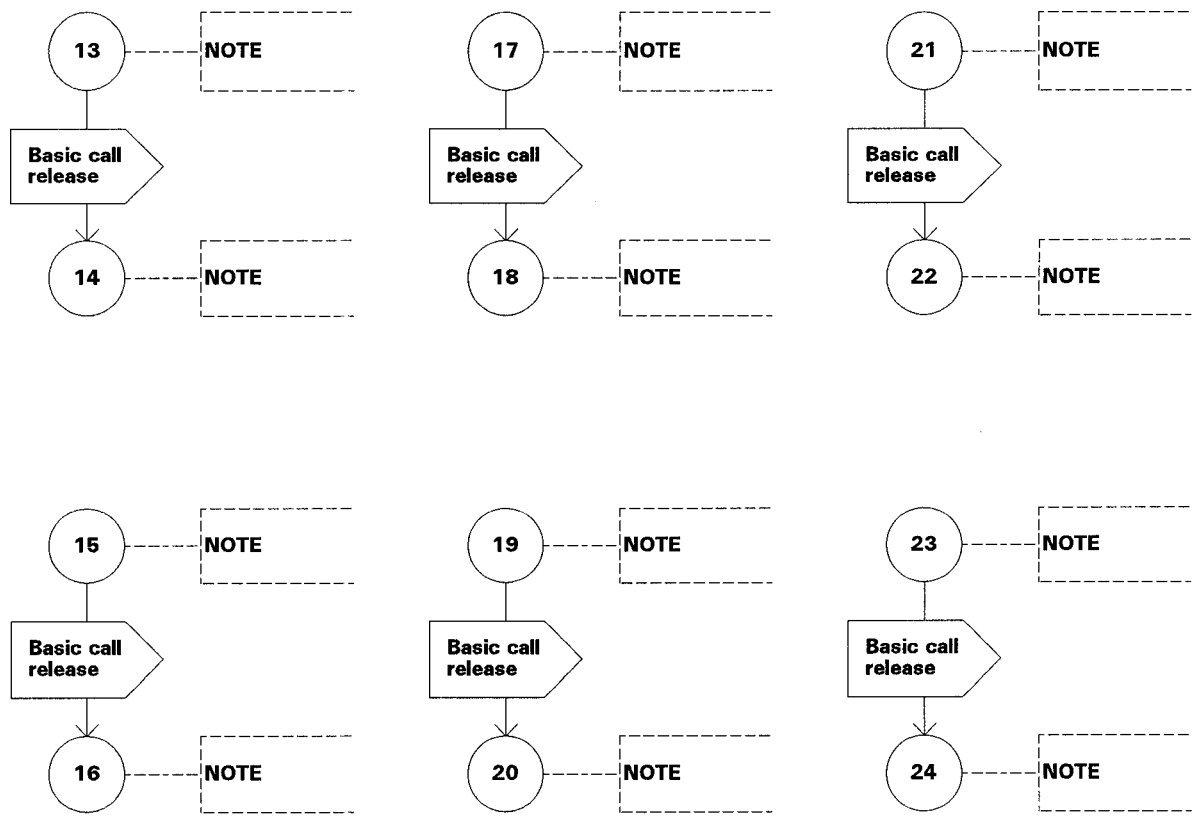 13 NOTE
17 NOTE
21 NOTE
Basic call
release
Basic call
release
Basic call
release
14 NOTE
18 NOTE
22 NOTE
15 NOTE
19 NOTE
23 NOTE
Basic call
release
Basic call
release
Basic call
release
16 NOTE
20 NOTE
24 NOTE